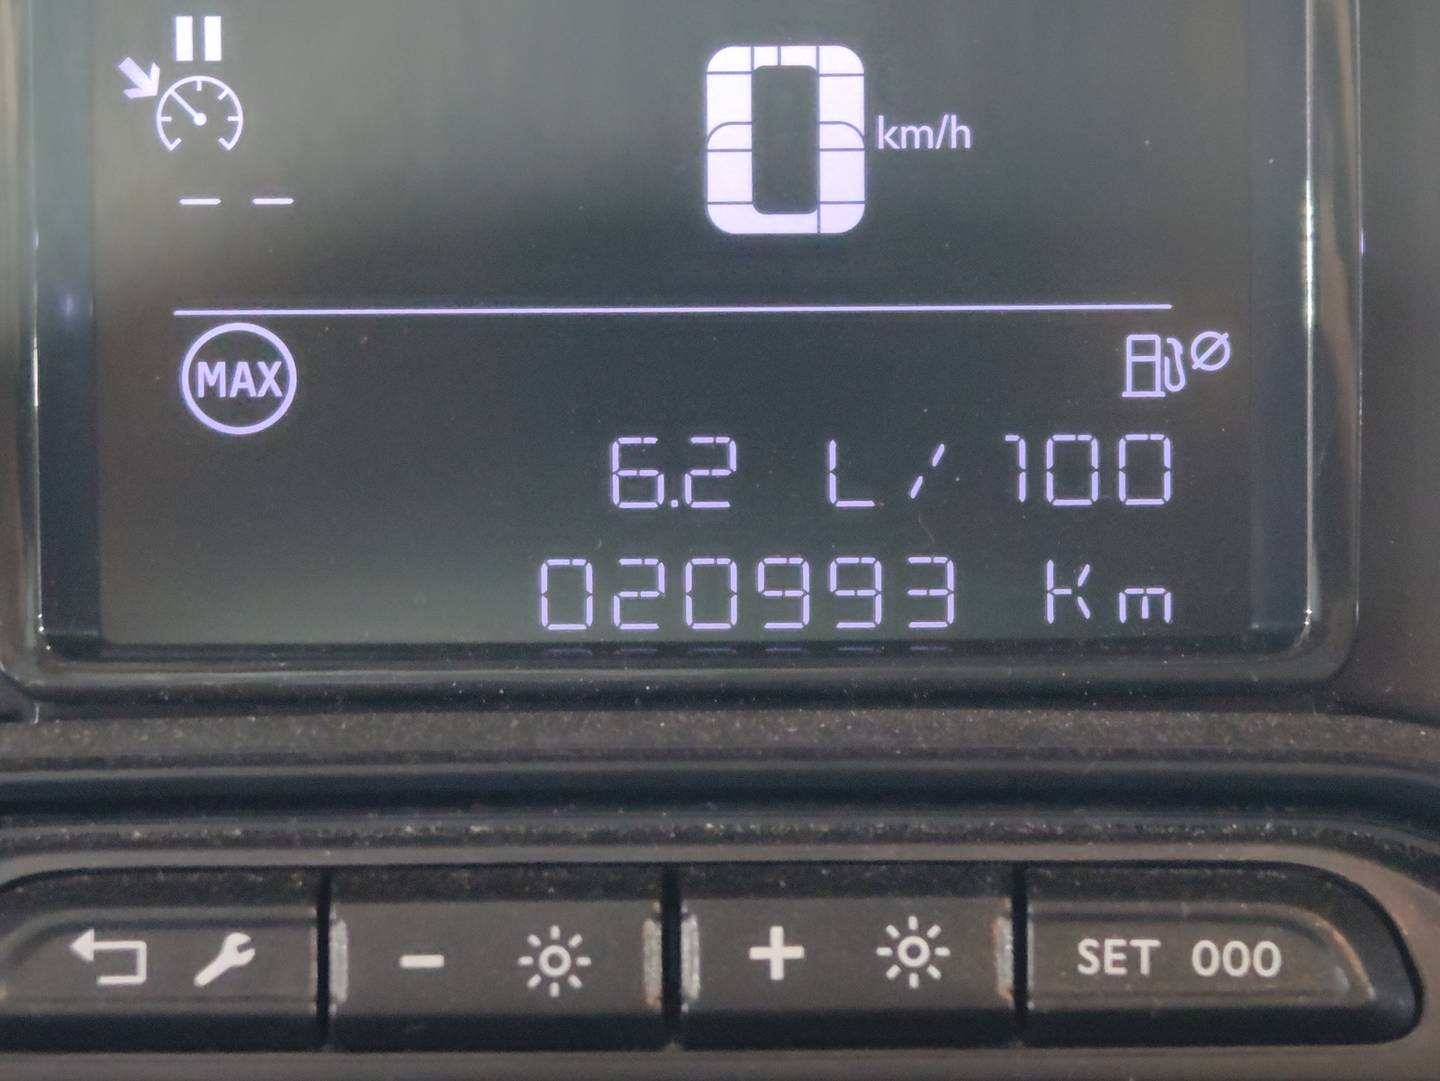 0 km/h
-- --
MAX
6.2 L/100
020993 Km
- +
SET 000